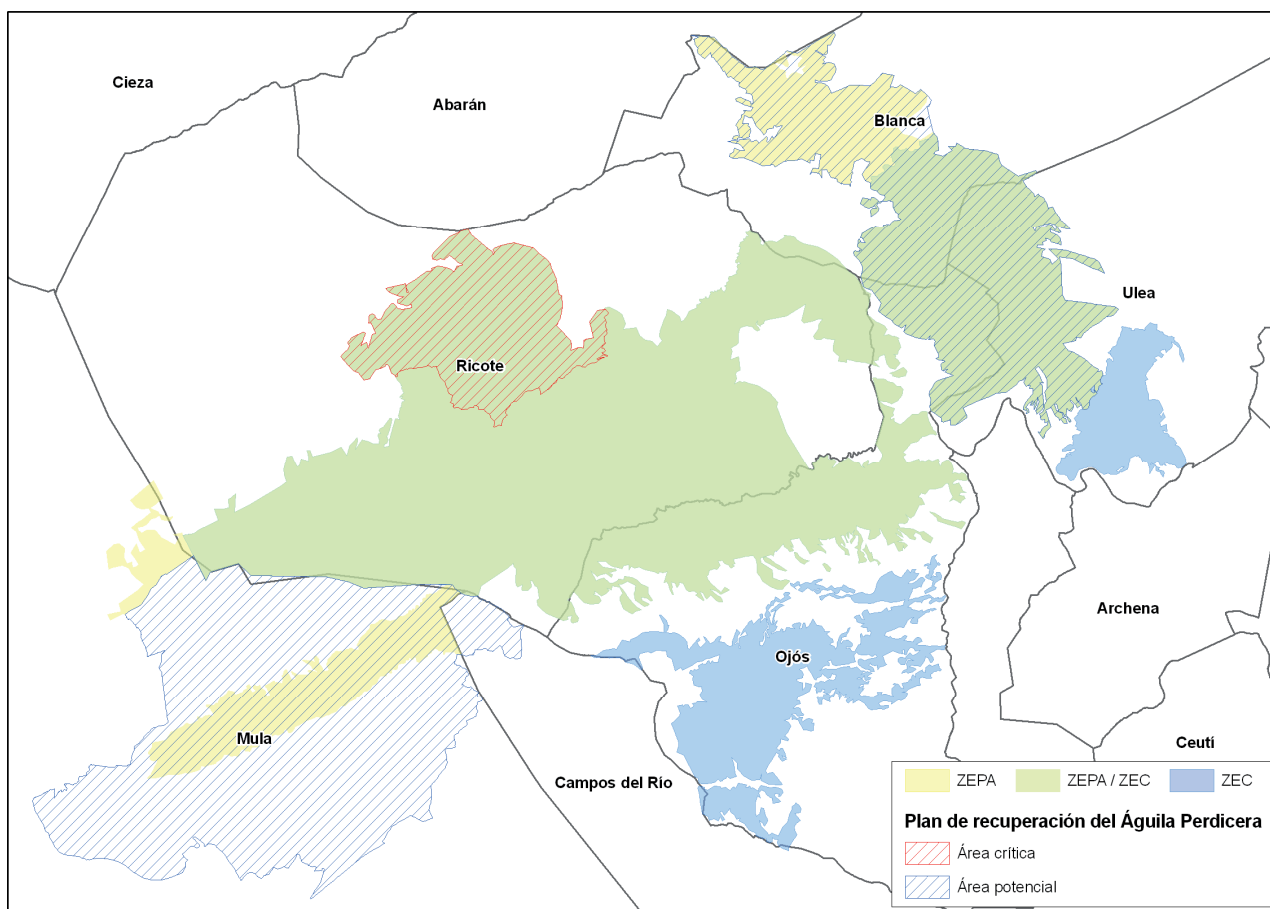 Cieza
Abarán
Blanca
Ulea
Ricote
Archena
Ojós
Mula
Ceutí
Campos del Río
ZEPA
ZEPA / ZEC
ZEC
Plan de recuperación del Águila Perdicera
Área crítica
Área potencial